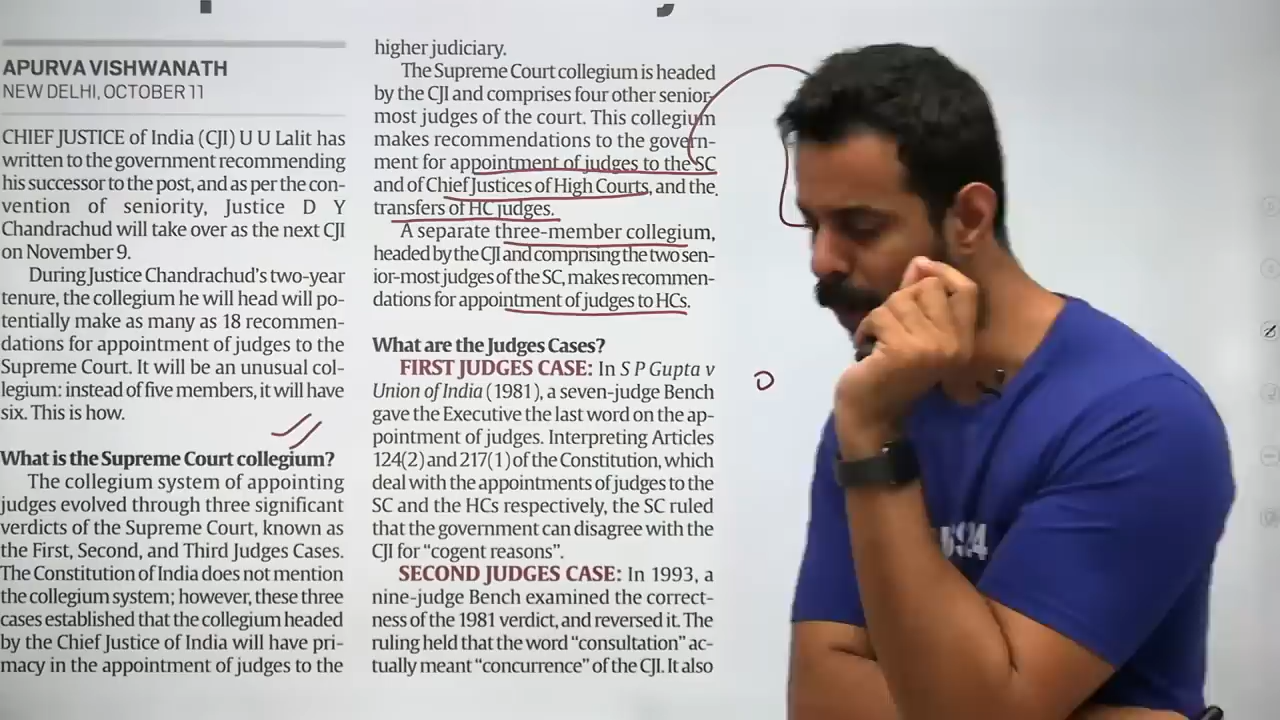 APURVA VISHWANATH
NEW DELHI, OCTOBER 11
CHIEF JUSTICE of India (CJI) U U Lalit has
written to the government recommending
his successor to the post, and as per the con-
vention of seniority, Justice D Y
Chandrachud will take over as the next CJI
on November 9.
During Justice Chandrachud's two-year
tenure, the collegium he will head will po-
tentially make as many as 18 recommen-
dations for appointment of judges to the
Supreme Court. It will be an unusual col-
legium: instead of five members, it will have
six. This is how.
What is the Supreme Court collegium?
The collegium system of appointing
judges evolved through three significant
verdicts of the Supreme Court, known as
the First, Second, and Third Judges Cases.
The Constitution of India does not mention
the collegium system; however, these three
cases established that the collegium headed
by the Chief Justice of India will have pri-
macy in the appointment of judges to the
higher judiciary.
The Supreme Court collegium is headed
by the CJI and comprises four other senior-
most judges of the court. This collegium
makes recommendations to the govern-
ment for appointment of judges to the SC
and of Chief Justices of High Courts, and the
transfers of HC judges.
A separate three-member collegium,
headed by the CJI and comprising the two sen-
ior-most judges of the SC, makes recommen-
dations for appointment of judges to HCs.
What are the Judges Cases?
FIRST JUDGES CASE: In S P Gupta v
Union of India (1981), a seven-judge Bench
gave the Executive the last word on the ap-
pointment of judges. Interpreting Articles
124(2) and 217(1) of the Constitution, which
deal with the appointments of judges to the
SC and the HCs respectively, the SC ruled
that the government can disagree with the
CJI for "cogent reasons".
SECOND JUDGES CASE: In 1993, a
nine-judge Bench examined the correct-
ness of the 1981 verdict, and reversed it. The
ruling held that the word "consultation" ac-
tually meant "concurrence" of the CJI. It also